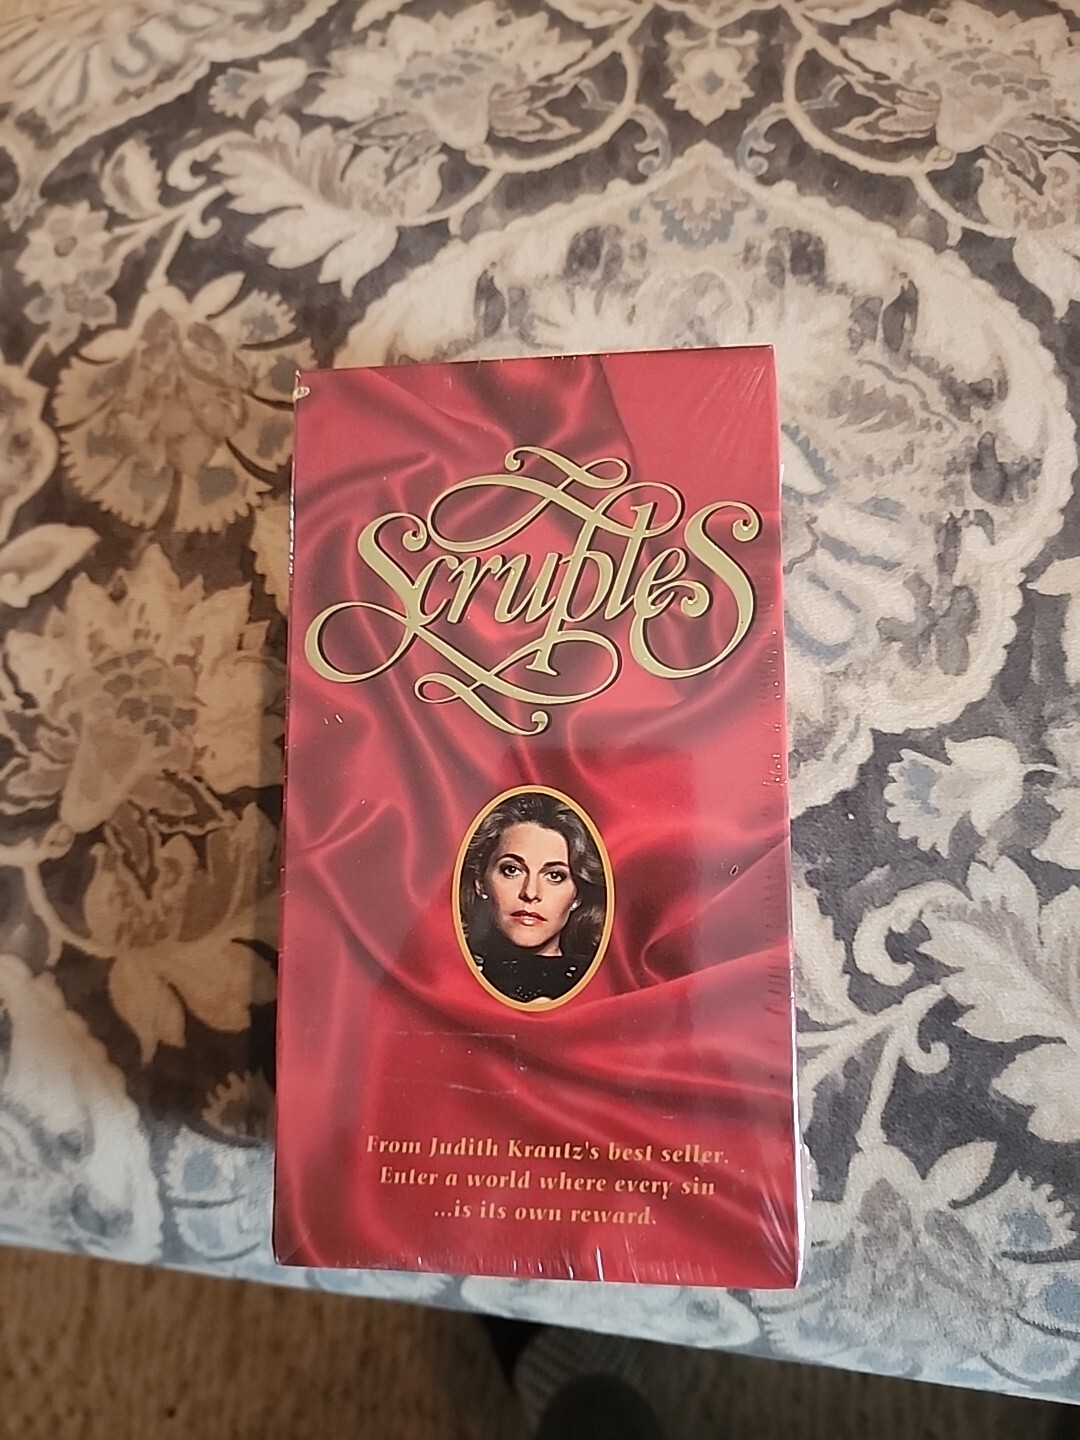 Scruples
From Judith Krantz's best seller.
Enter a world where every sin
...is its own reward.